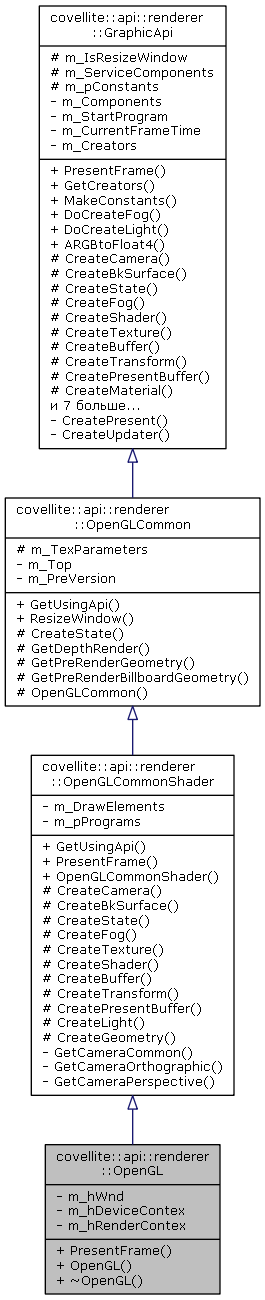 covellite::api::renderer
::GraphicApi
# m_IsResizeWindow
# m_ServiceComponents
# m_pConstants
- m_Components
- m_StartProgram
- m_CurrentFrameTime
- m_Creators
+ PresentFrame()
+ GetCreators()
+ MakeConstants()
+ DoCreateFog()
+ DoCreateLight()
+ ARGBtoFloat4()
# CreateCamera()
# CreateBkSurface()
# CreateState()
# CreateFog()
# CreateShader()
# CreateTexture()
# CreateBuffer()
# CreateTransform()
# CreatePresentBuffer()
# CreateMaterial()
и 7 больше...
- CreatePresent()
- CreateUpdater()
covellite::api::renderer
::OpenGLCommon
# m_TexParameters
- m_Top
- m_PreVersion
+ GetUsingApi()
+ ResizeWindow()
# CreateState()
# GetDepthRender()
# GetPreRenderGeometry()
# GetPreRenderBillboardGeometry()
# OpenGLCommon()
covellite::api::renderer
::OpenGLCommonShader
- m_DrawElements
- m_pPrograms
+ GetUsingApi()
+ PresentFrame()
+ OpenGLCommonShader()
# CreateCamera()
# CreateBkSurface()
# CreateState()
# CreateFog()
# CreateTexture()
# CreateShader()
# CreateBuffer()
# CreateTransform()
# CreatePresentBuffer()
# CreateLight()
# CreateGeometry()
- GetCameraCommon()
- GetCameraOrthographic()
- GetCameraPerspective()
covellite::api::renderer
::OpenGL
- m_hWnd
- m_hDeviceContex
- m_hRenderContex
+ PresentFrame()
+ OpenGL()
+ ~OpenGL()